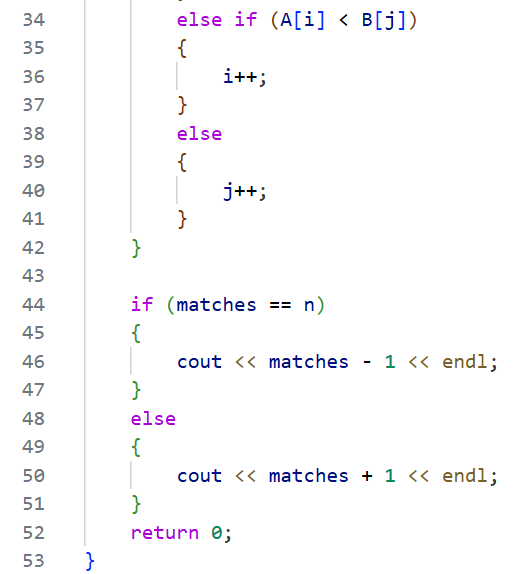 34 else if (A[i] < B[j])
35 {
36 i++;
37 }
38 else
39 {
40 j++;
41 }
42 }
43
44 if (matches == n)
45 {
46 cout << matches - 1 << endl;
47 }
48 else
49 {
50 cout << matches + 1 << endl;
51 }
52 return 0;
53 }